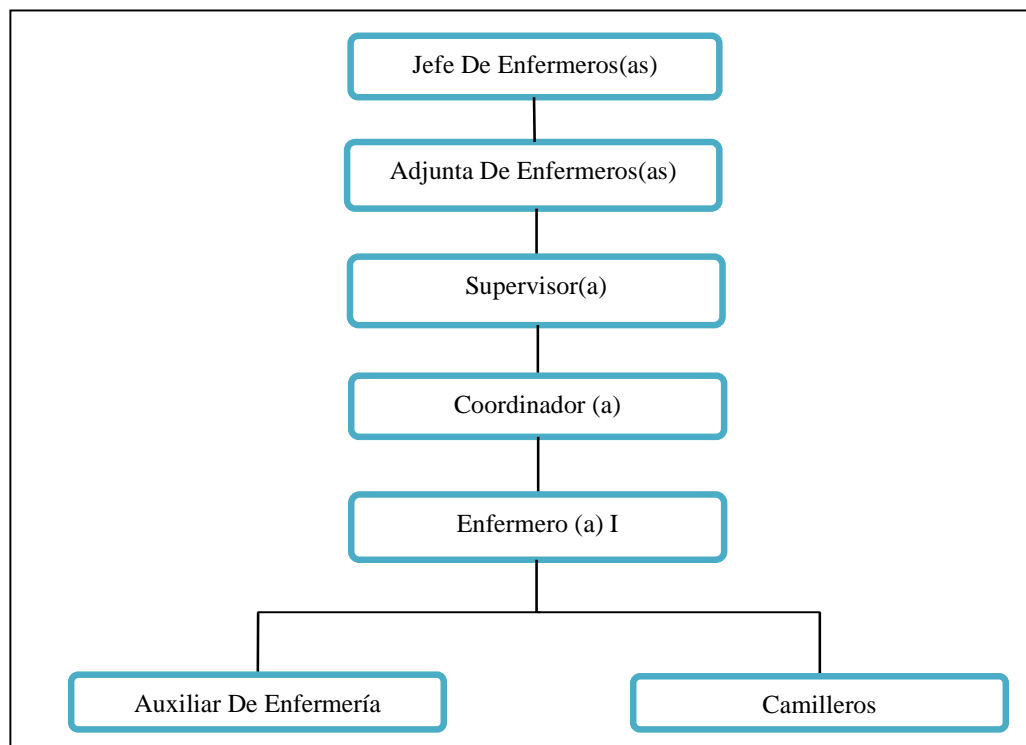 Jefe De Enfermeros(as)
Adjunta De Enfermeros(as)
Supervisor(a)
Coordinador (a)
Enfermero (a) I
Auxiliar De Enfermería
Camilleros